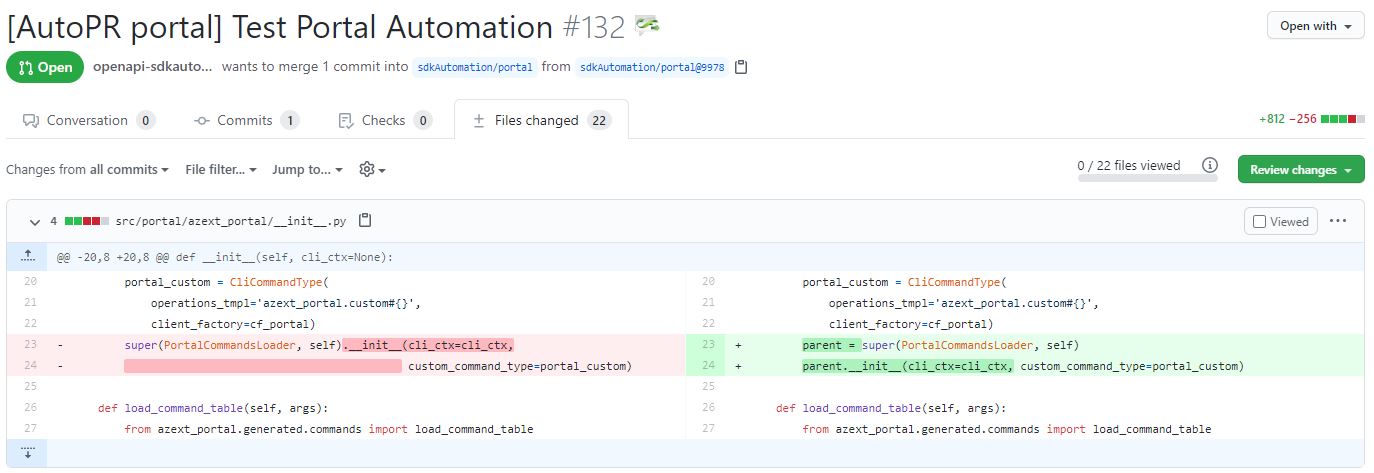 [AutoPR portal] Test Portal Automation #132
Open with
Open openapi-sdkauto... wants to merge 1 commit into sdkAutomation/portal from sdkAutomation/portal@9978
Conversation 0 Commits 1 Checks 0 Files changed 22
+812 −256
Changes from all commits File filter... Jump to...
0 / 22 files viewed
Review changes
4 src/portal/azext_portal/__init__.py
Viewed
@@ -20,8 +20,8 @@ def __init__(self, cli_ctx=None):
20 portal_custom = CliCommandType(
21 operations_tmpl='azext_portal.custom#{}',
22 client_factory=cf_portal)
23 - super(PortalCommandsLoader, self).__init__(cli_ctx=cli_ctx,
24 - custom_command_type=portal_custom)
25
26 def load_command_table(self, args):
27 from azext_portal.generated.commands import load_command_table
20 portal_custom = CliCommandType(
21 operations_tmpl='azext_portal.custom#{}',
22 client_factory=cf_portal)
23 + parent = super(PortalCommandsLoader, self)
24 + parent.__init__(cli_ctx=cli_ctx, custom_command_type=portal_custom)
25
26 def load_command_table(self, args):
27 from azext_portal.generated.commands import load_command_table